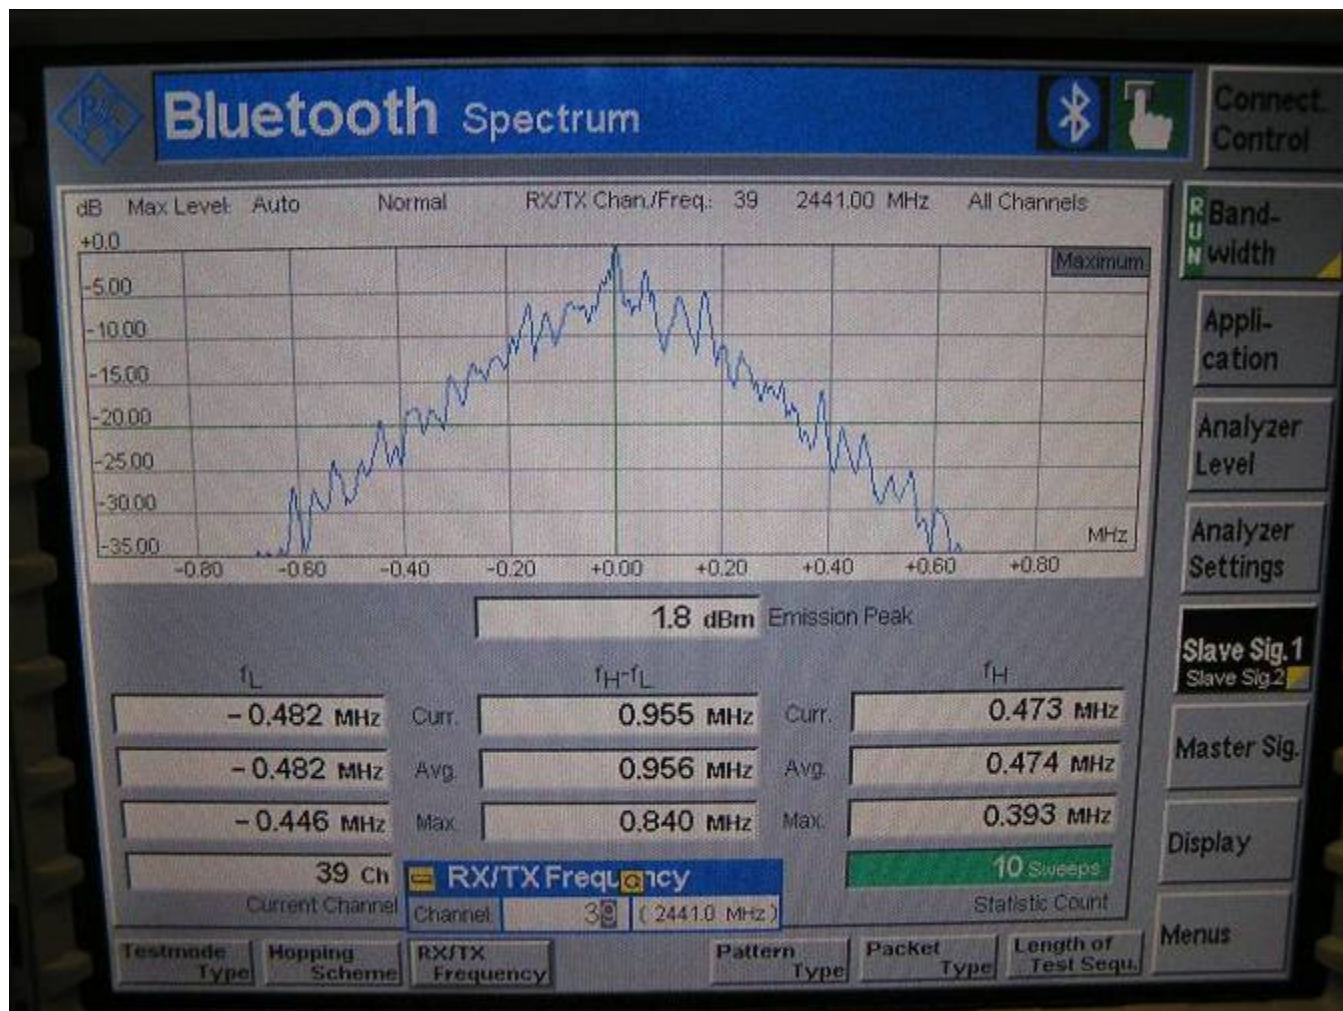 Bluetooth Spectrum
Connect. Control
dB Max Level: Auto Normal RX/TX Chan./Freq.: 39 2441.00 MHz All Channels
+0.0
Maximum
-5.00
-10.00
-15.00
-20.00
-25.00
-30.00
-35.00
MHz
-0.80 -0.60 -0.40 -0.20 +0.00 +0.20 +0.40 +0.60 +0.80
RUN
Band-
width
Appli-
cation
Analyzer
Level
Analyzer
Settings
Slave Sig.1
Slave Sig.2
Master Sig.
Display
Menus
1.8 dBm Emission Peak
fL fH-fL fH
-0.482 MHz Curr. 0.955 MHz Curr. 0.473 MHz
-0.482 MHz Avg. 0.956 MHz Avg. 0.474 MHz
-0.446 MHz Max. 0.840 MHz Max. 0.393 MHz
39 Ch RX/TX Frequency 10 Sweeps
Current Channel Channel: 39 (2441.0 MHz) Statistic Count
Testmode Hopping RX/TX Pattern Packet Length of
Type Scheme Frequency Type Type Test Sequ.